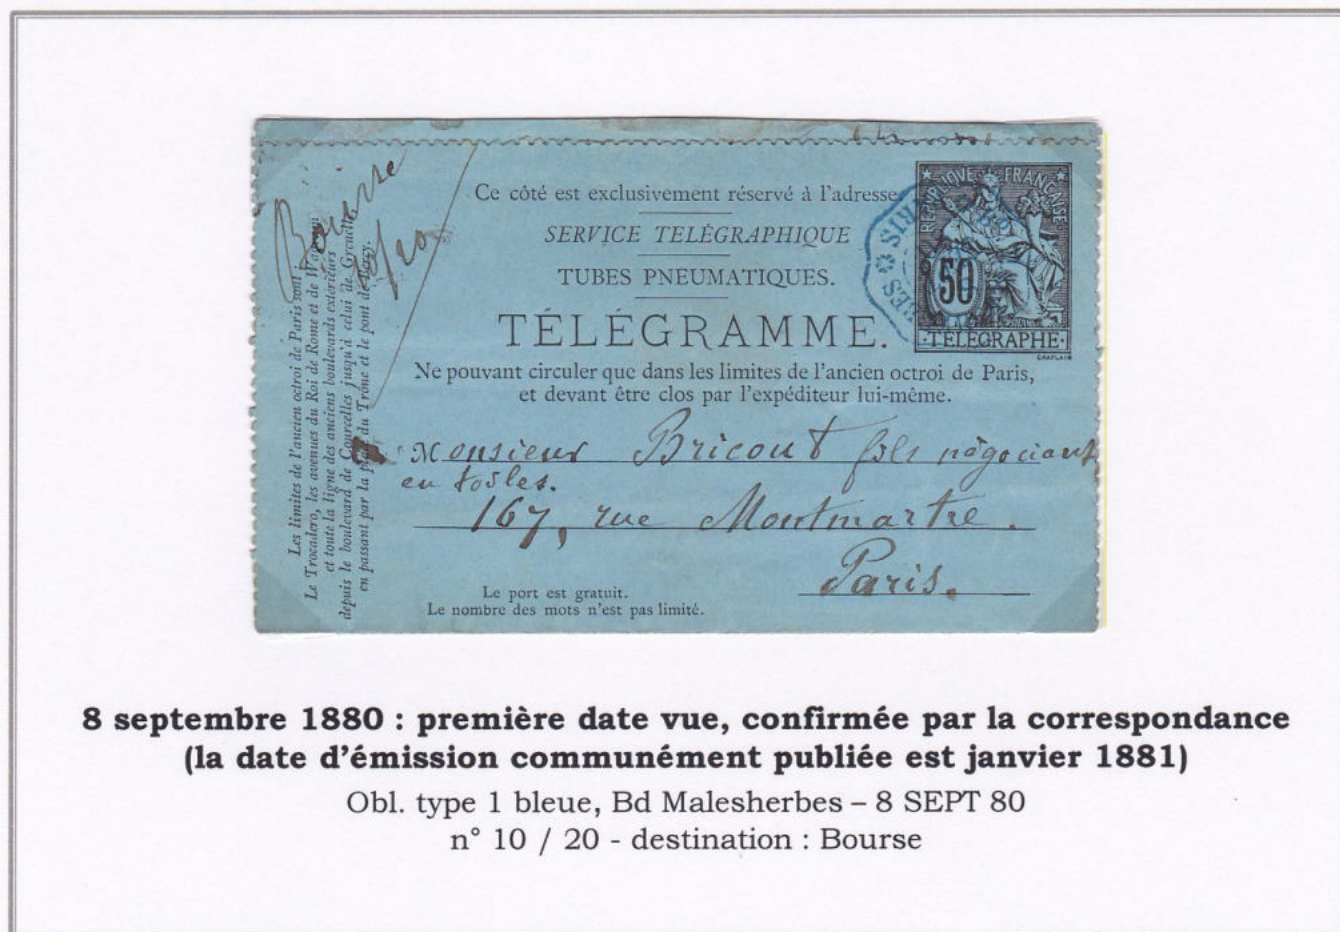 Bourse
Ce côté est exclusivement réservé à l'adresse
SERVICE TÉLÉGRAPHIQUE
TUBES PNEUMATIQUES.
TÉLÉGRAMME.
Ne pouvant circuler que dans les limites de l'ancien octroi de Paris,
et devant être clos par l'expéditeur lui-même.
RÉPUBLIQUE FRANÇAISE
50
TÉLÉGRAPHE
CHAPLAIN
PARIS
Les limites de l'ancien octroi de Paris sont:
Le Trocadero, les avenues du Roi de Rome et de
et toute la ligne des anciens boulevards extérieurs
depuis le boulevard de Courcelles jusqu'à celui de Grenelle,
en passant par la place du Trône et le pont de Bercy.
Monsieur Bricout fils négociant
en toiles.
167, rue Montmartre.
Paris.
Le port est gratuit.
Le nombre des mots n'est pas limité.
8 septembre 1880 : première date vue, confirmée par la correspondance
(la date d'émission communément publiée est janvier 1881)
Obl. type 1 bleue, Bd Malesherbes – 8 SEPT 80
n° 10 / 20 - destination : Bourse